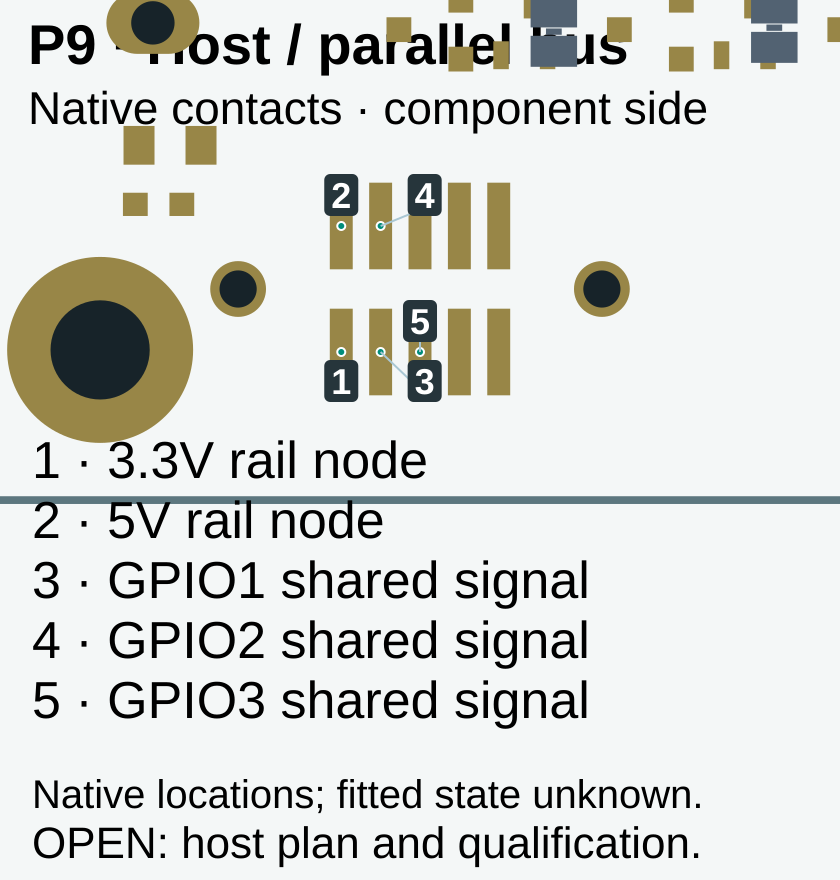 P9 · Host / parallel bus
Native contacts · component side
2 4
5
1 3
1 · 3.3V rail node
2 · 5V rail node
3 · GPIO1 shared signal
4 · GPIO2 shared signal
5 · GPIO3 shared signal
Native locations; fitted state unknown.
OPEN: host plan and qualification.